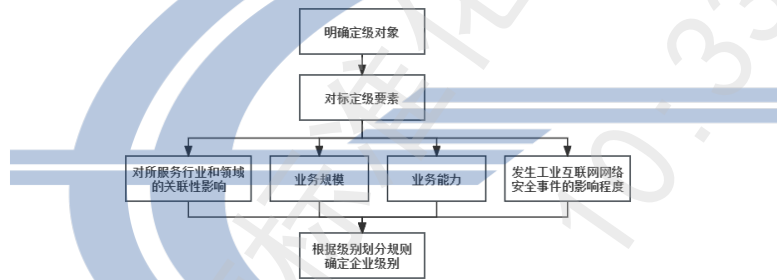 明确定级对象
对标定级要素
对所服务行业和领域
的关联性影响
业务规模
业务能力
发生工业互联网网络
安全事件的影响程度
根据级别划分规则
确定企业级别